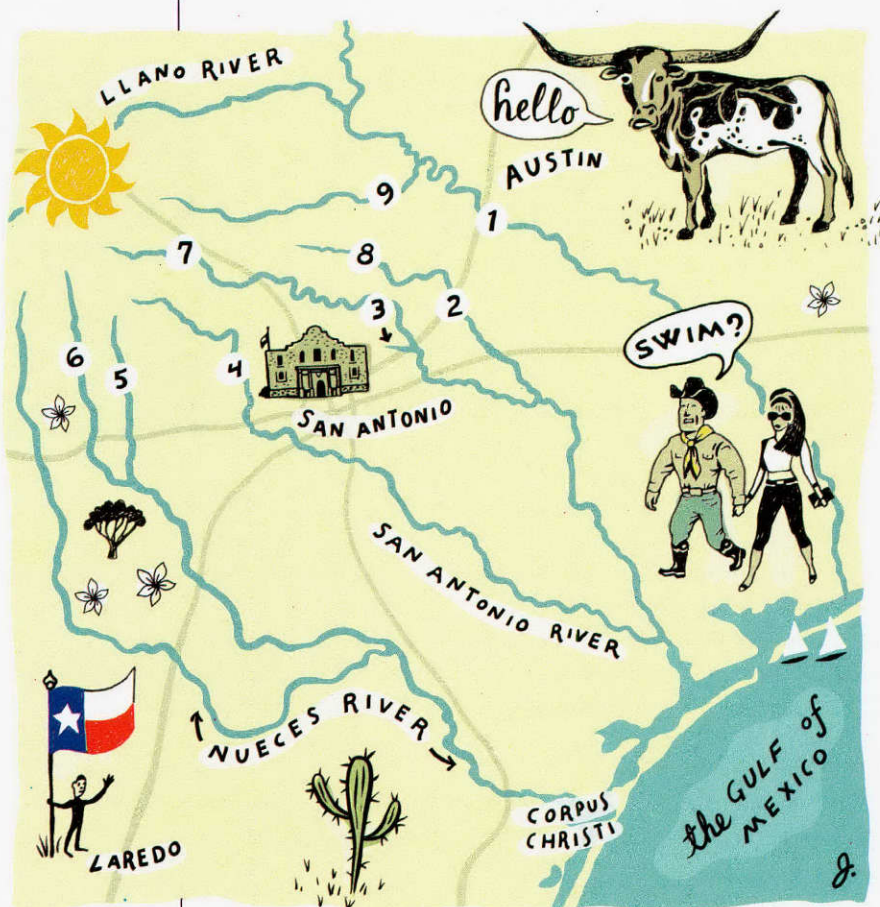 LLANO RIVER
hello
AUSTIN
9
1
7
8
3
2
SWIM?
6
5
4
SAN ANTONIO
SAN ANTONIO RIVER
NUECES RIVER
the GULF of
MEXICO
CORPUS
CHRISTI
LAREDO
J.